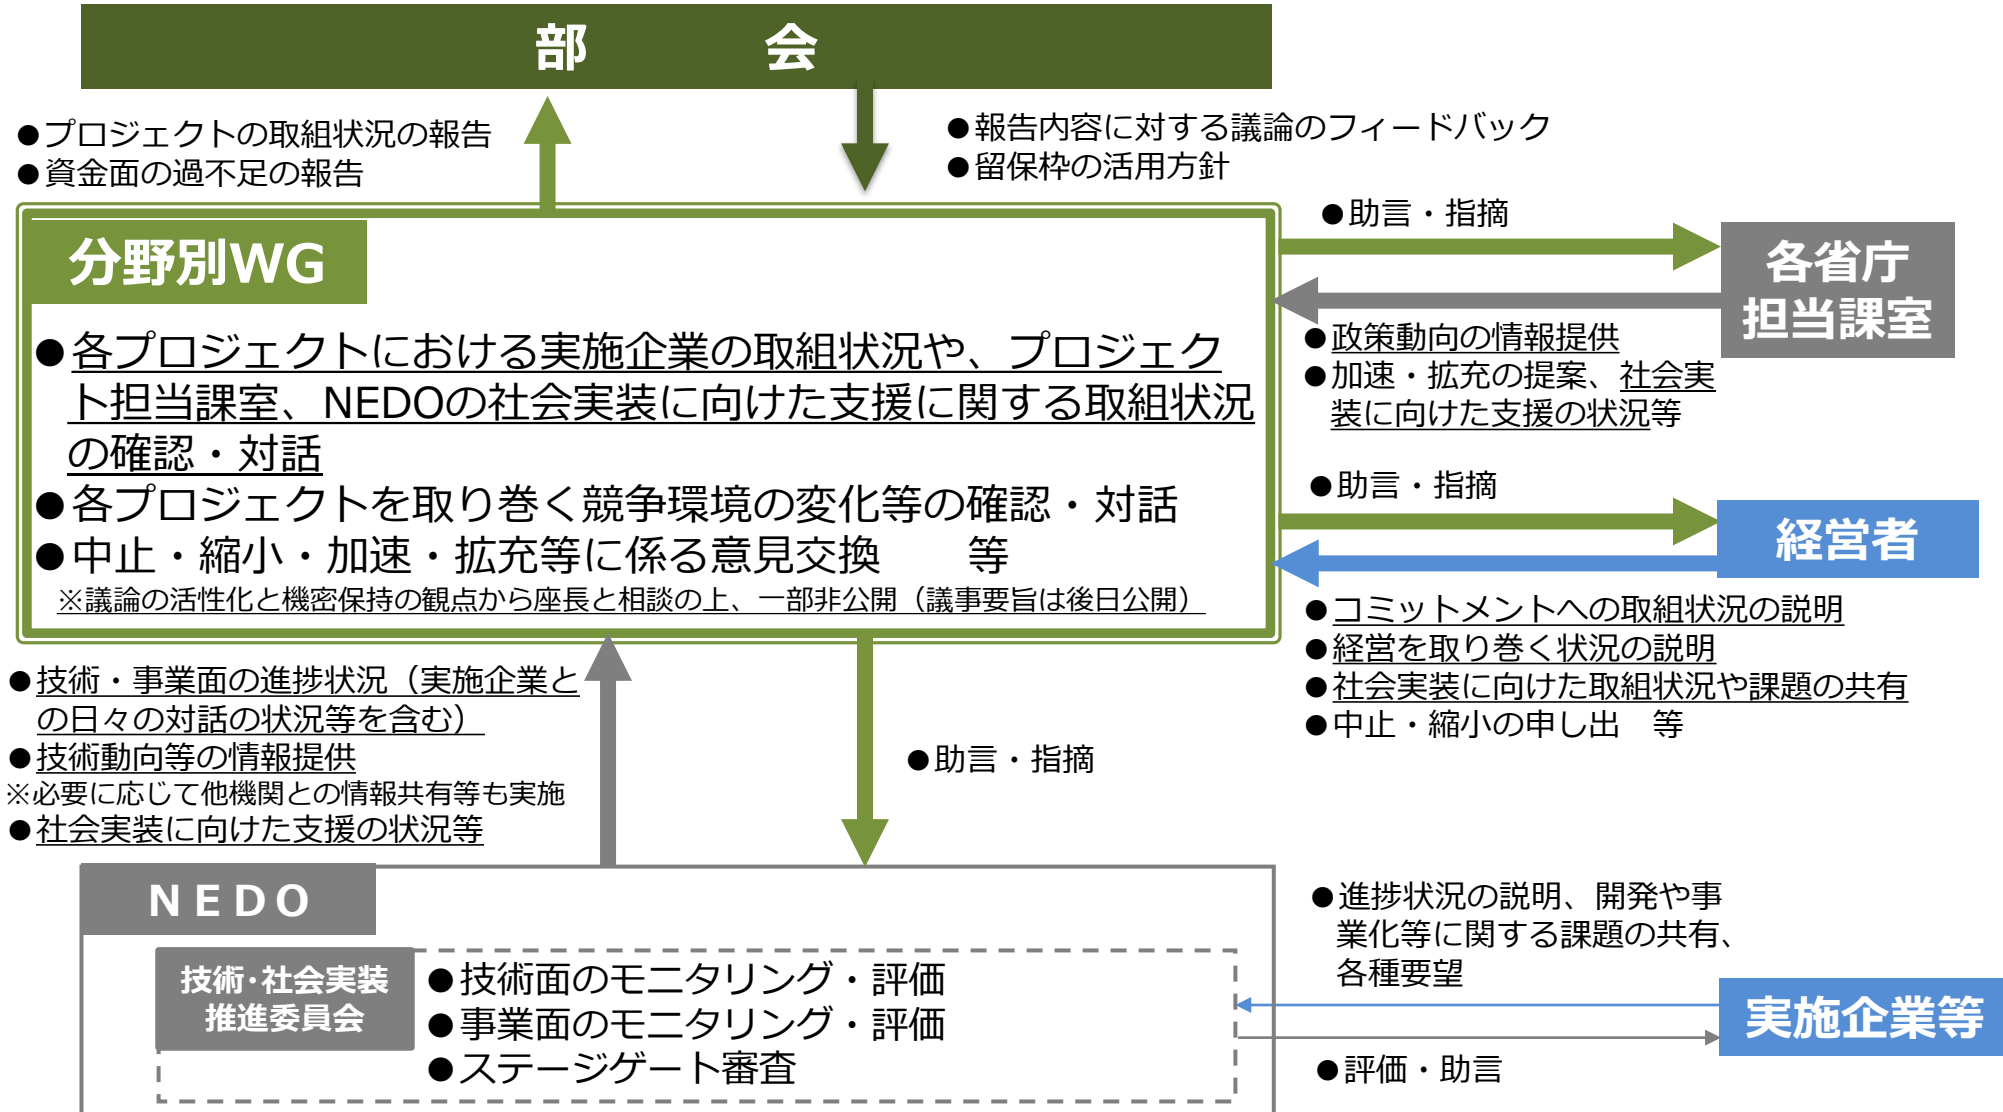 部　会
●プロジェクトの取組状況の報告
●資金面の過不足の報告
●報告内容に対する議論のフィードバック
●留保枠の活用方針
分野別WG
●各プロジェクトにおける実施企業の取組状況や、プロジェク
ト担当課室、NEDOの社会実装に向けた支援に関する取組状況
の確認・対話
●各プロジェクトを取り巻く競争環境の変化等の確認・対話
●中止・縮小・加速・拡充等に係る意見交換　等
※議論の活性化と機密保持の観点から座長と相談の上、一部非公開（議事要旨は後日公開）
●助言・指摘
各省庁
担当課室
●政策動向の情報提供
●加速・拡充の提案、社会実
装に向けた支援の状況等
●助言・指摘
経営者
●コミットメントへの取組状況の説明
●経営を取り巻く状況の説明
●社会実装に向けた取組状況や課題の共有
●中止・縮小の申し出　等
●技術・事業面の進捗状況（実施企業と
の日々の対話の状況等を含む）
●技術動向等の情報提供
※必要に応じて他機関との情報共有等も実施
●社会実装に向けた支援の状況等
●助言・指摘
ＮＥＤＯ
技術･社会実装
推進委員会
●技術面のモニタリング・評価
●事業面のモニタリング・評価
●ステージゲート審査
●進捗状況の説明、開発や事
業化等に関する課題の共有、
各種要望
実施企業等
●評価・助言